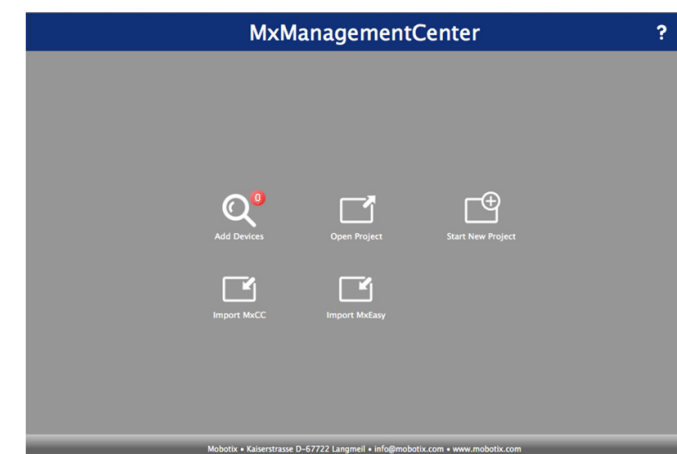 MxManagementCenter ?
0
Add Devices Open Project Start New Project
Import MxCC Import MxEasy
Mobotix • Kaiserstrasse D-67722 Langmeil • info@mobotix.com • www.mobotix.com